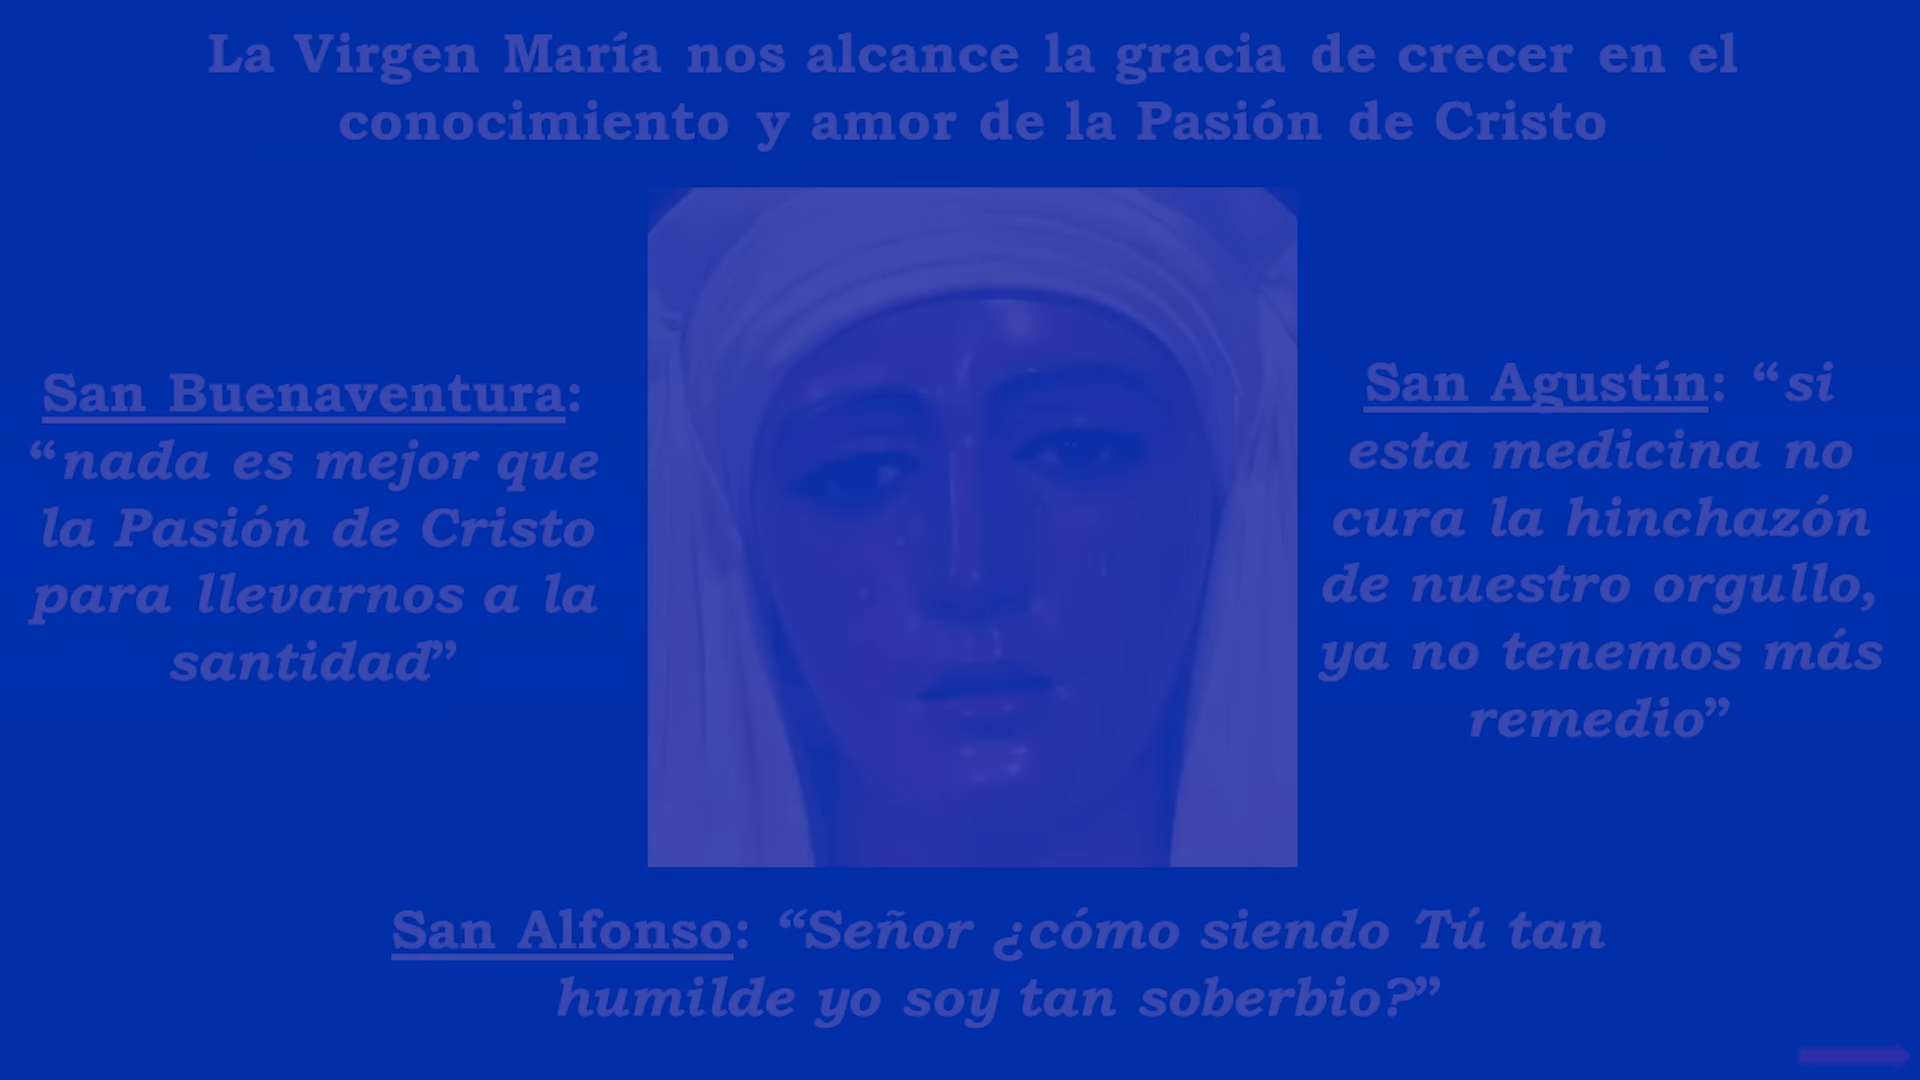 La Virgen María nos alcance la gracia de crecer en el
conocimiento y amor de la Pasión de Cristo
San Buenaventura:
“nada es mejor que
la Pasión de Cristo
para llevarnos a la
santidad”
San Agustín: “si
esta medicina no
cura la hinchazón
de nuestro orgullo,
ya no tenemos más
remedio”
San Alfonso: “Señor ¿cómo siendo Tú tan
humilde yo soy tan soberbio?”